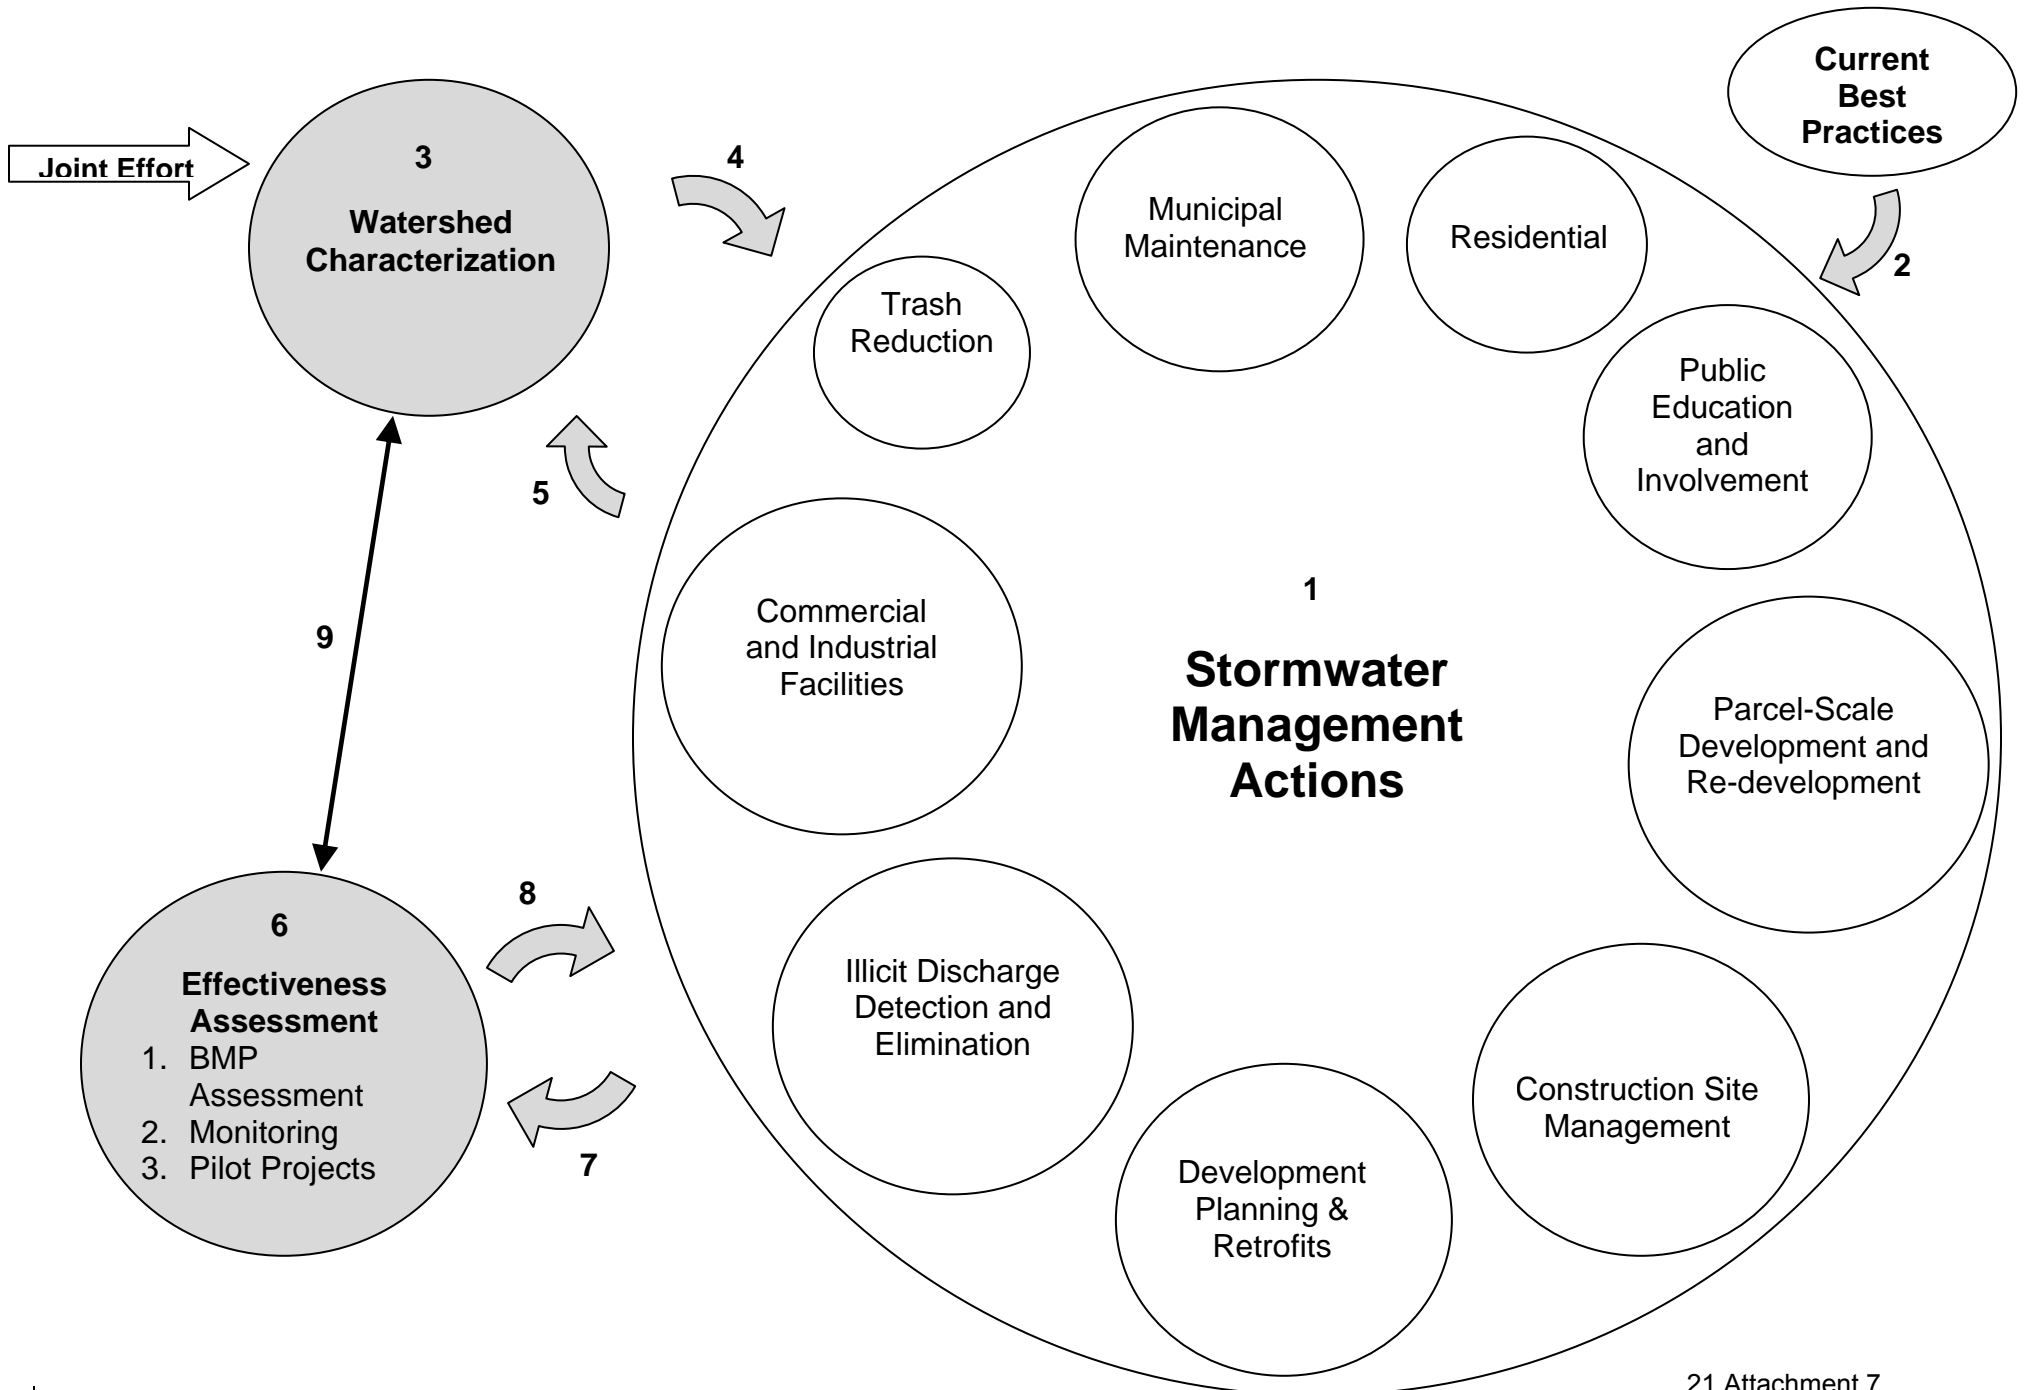 Current
Best
Practices
2
Joint Effort
3
Watershed
Characterization
4
5
9
6
Effectiveness
Assessment
1. BMP
Assessment
2. Monitoring
3. Pilot Projects
8
7
Municipal
Maintenance
Residential
Trash
Reduction
Public
Education
and
Involvement
Commercial
and Industrial
Facilities
1
Stormwater
Management
Actions
Parcel-Scale
Development and
Re-development
Illicit Discharge
Detection and
Elimination
Construction Site
Management
Development
Planning &
Retrofits
21 Attachment 7